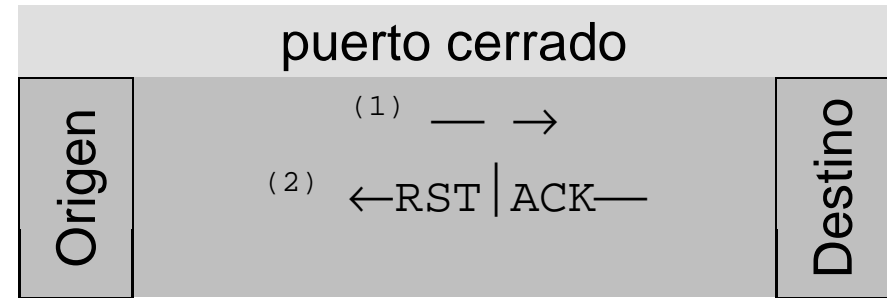 puerto cerrado
Origen
(1) — →
(2) ←RST|ACK—
Destino